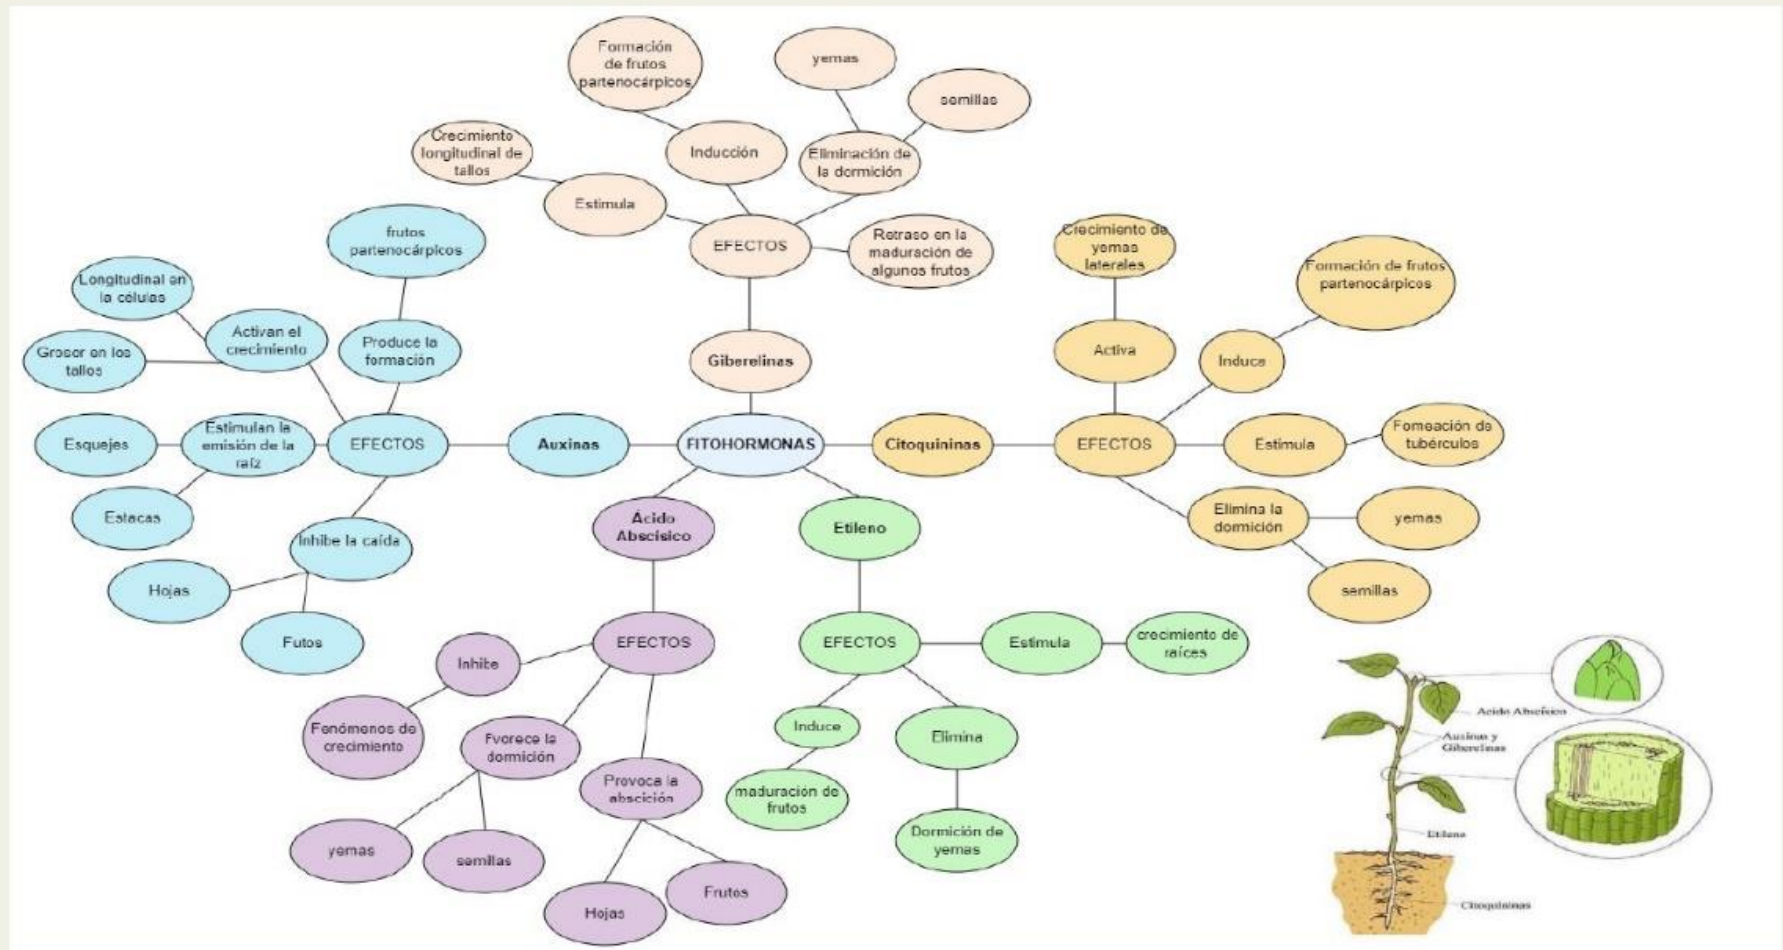 Formación
de frutos
partenocárpicos
yemas
semillas
Crecimiento
longitudinal de
tallos
Inducción
Eliminación de
la dormición
Estimula
EFECTOS
Retraso en la
maduración de
algunos frutos
Giberelinas
frutos
partenocárpicos
Longitudinal en
la células
Activan el
crecimiento
Grosor en los
tallos
Produce la
formación
Esquejes
Estimulan la
emisión de la
raíz
EFECTOS
Auxinas
FITOHORMONAS
Estacas
Inhibe la caída
Hojas
Futos
Crecimiento de
yemas
laterales
Formación de frutos
partenocárpicos
Activa
Induce
Citoquininas
EFECTOS
Estimula
Fomeación de
tubérculos
Elimina la
dormición
yemas
semillas
Ácido
Abscísico
EFECTOS
Inhibe
Fenómenos de
crecimiento
Fvorece la
dormición
Provoca la
abscición
yemas
semillas
Hojas
Frutos
Etileno
EFECTOS
Estimula
crecimiento de
raíces
Induce
Elimina
maduración de
frutos
Dormición de
yemas
Acido Abscísico
Auxinas y
Giberelinas
Etileno
Citoquininas